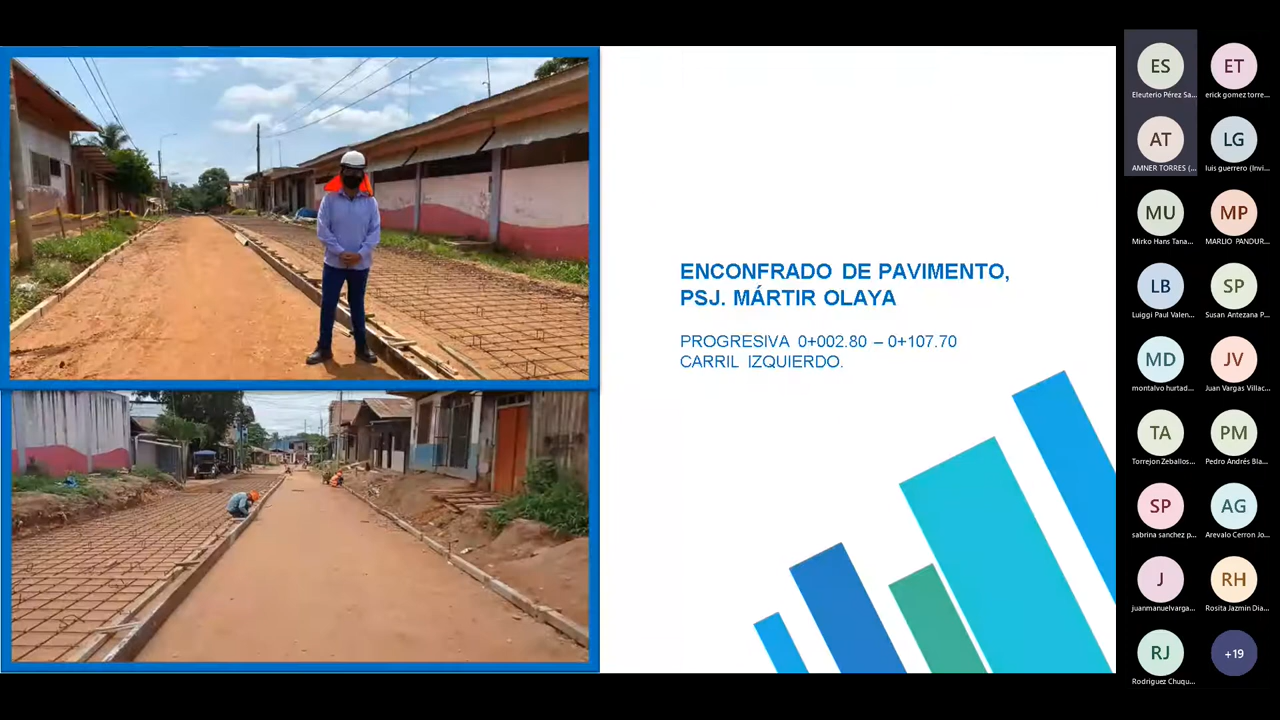 ENCONFRADO DE PAVIMENTO,
PSJ. MÁRTIR OLAYA
PROGRESIVA 0+002.80 – 0+107.70
CARRIL IZQUIERDO.
ES
Eleuterio Pérez Sa...
ET
erick gomez torre...
AT
AMNER TORRES (...
LG
luis guerrero (Invi...
MU
Mirko Hans Tana...
MP
MARLIO PANDUR...
LB
Luiggi Paul Valen...
SP
Susan Antezana P...
MD
montalvo hurtad...
JV
Juan Vargas Villac...
TA
Torrejon Zeballos...
PM
Pedro Andrés Bla...
SP
sabrina sanchez p...
AG
Arevalo Cerron Jo...
J
juanmanuelvarga...
RH
Rosita Jazmin Dia...
RJ
Rodriguez Chuqu...
+19